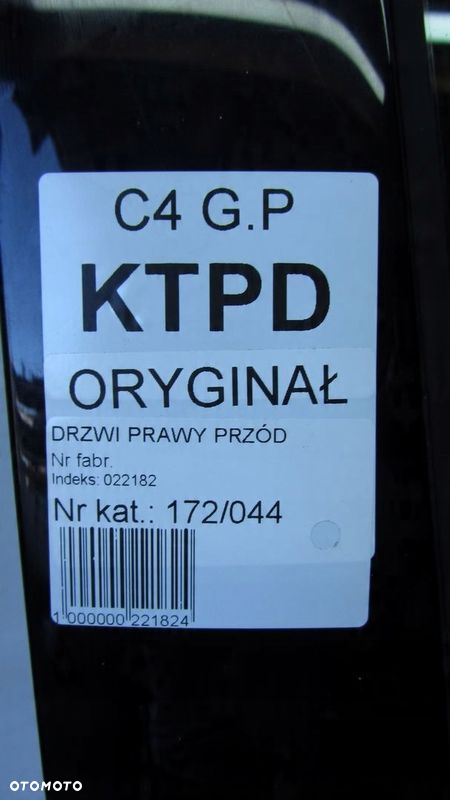 C4 G.P
KTPD
ORYGINAŁ
DRZWI PRAWY PRZÓD
Nr fabr.
Indeks: 022182
Nr kat.: 172/044
1 000000 221824
OTOMOTO